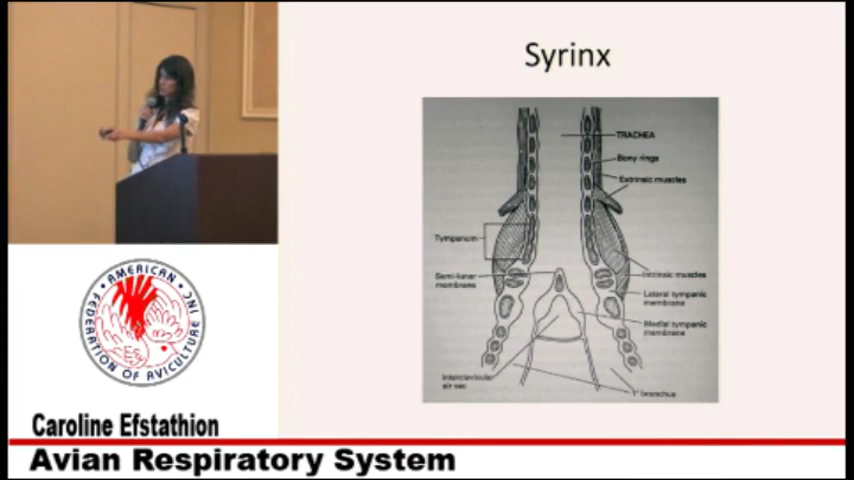 Syrinx
TRACHEA
Bony rings
Extrinsic muscles
Tympanum
Semi-lunar
membrane
Intrinsic muscles
Lateral tympanic
membrane
Medial tympanic
membrane
Interclavicular
air sac
1° bronchus
AMERICAN
FEDERATION OF AVICULTURE INC
Caroline Efstathion
Avian Respiratory System